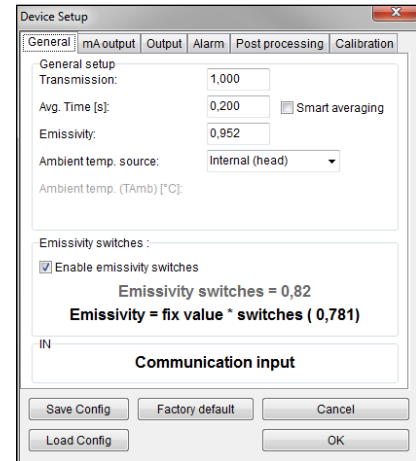 Device Setup
General mA output Output Alarm Post processing Calibration
General setup
Transmission: 1,000
Avg. Time [s]: 0,200 Smart averaging
Emissivity: 0,952
Ambient temp. source: Internal (head)
Ambient temp. (TAmb) [°C]:
Emissivity switches :
Enable emissivity switches
Emissivity switches = 0,82
Emissivity = fix value * switches ( 0,781)
IN
Communication input
Save Config Factory default Cancel
Load Config OK